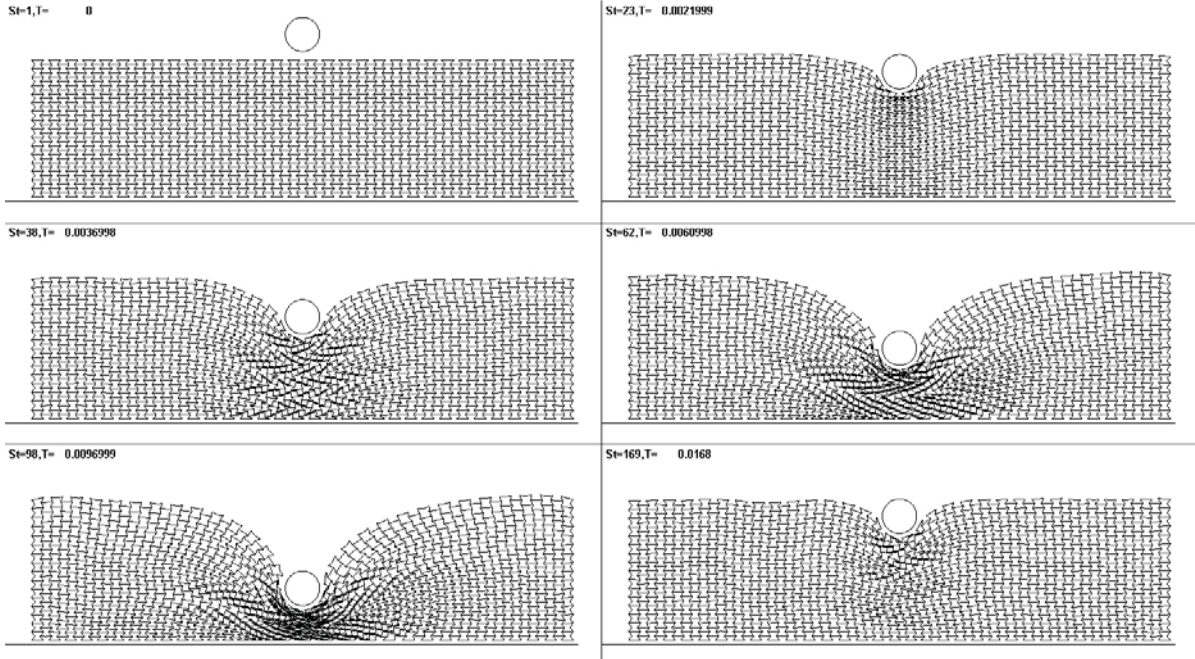 St=1,T= 0
St=23,T= 0.0021999
St=38,T= 0.0036998
St=62,T= 0.0060998
St=98,T= 0.0096999
St=169,T= 0.0168